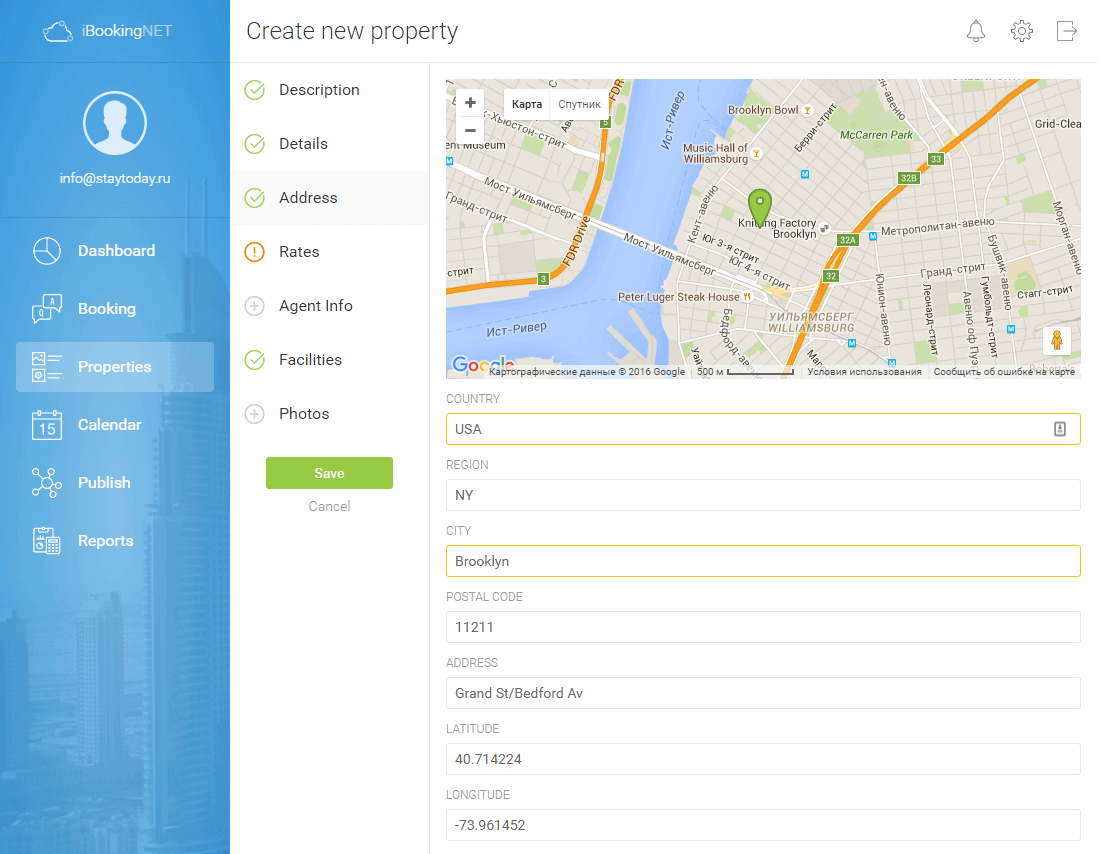 iBookingNET
Create new property
info@staytoday.ru
Dashboard
Booking
A
Properties
Calendar
15
Publish
Reports
Description
Details
Address
Rates
Agent Info
Facilities
Photos
Save
Cancel
+
−
Карта
Спутник
Хьюстон-стрит
Ист-Ривер
FDR
5
Brooklyn Bowl
Берри-стрит
McCarren Park
Grid-Clea
Music Hall of
Williamsburg
33
32B
Мост Уильямсберг
Гранд-стрит
Кент-авеню
Knitting Factory
Brooklyn
32A
Метрополитан-авеню
Морган-авеню
FDR Drive
Мост Уильямсберг
Юг 3-я стрит
Юг 4-я стрит
32
Гранд-стрит
Бушвик-авеню
3
Peter Luger Steak House
Юнион-авеню
Леонард-стрит
Гумбольдт-стрит
Стагг-стрит
Ист-Ривер
УИЛЬЯМСБЕРГ
WILLIAMSBURG
Бедфорд-авеню
Google
Картографические данные © 2016 Google
500 м
Условия использования
Сообщить об ошибке на карте
COUNTRY
USA
REGION
NY
CITY
Brooklyn
POSTAL CODE
11211
ADDRESS
Grand St/Bedford Av
LATITUDE
40.714224
LONGITUDE
-73.961452